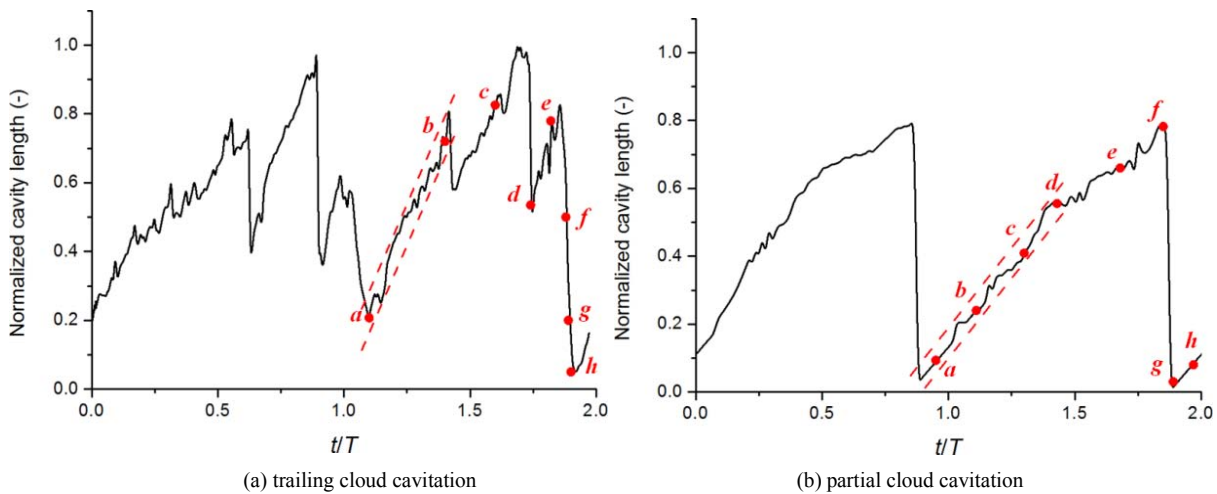 Normalized cavity length (-)
1.0
0.8
0.6
0.4
0.2
0.0
a
b
c
d
e
f
g
h
0.0 0.5 1.0 1.5 2.0
t/T
(a) trailing cloud cavitation
Normalized cavity length (-)
1.0
0.8
0.6
0.4
0.2
0.0
a
b
c
d
e
f
g
h
0.0 0.5 1.0 1.5 2.0
t/T
(b) partial cloud cavitation